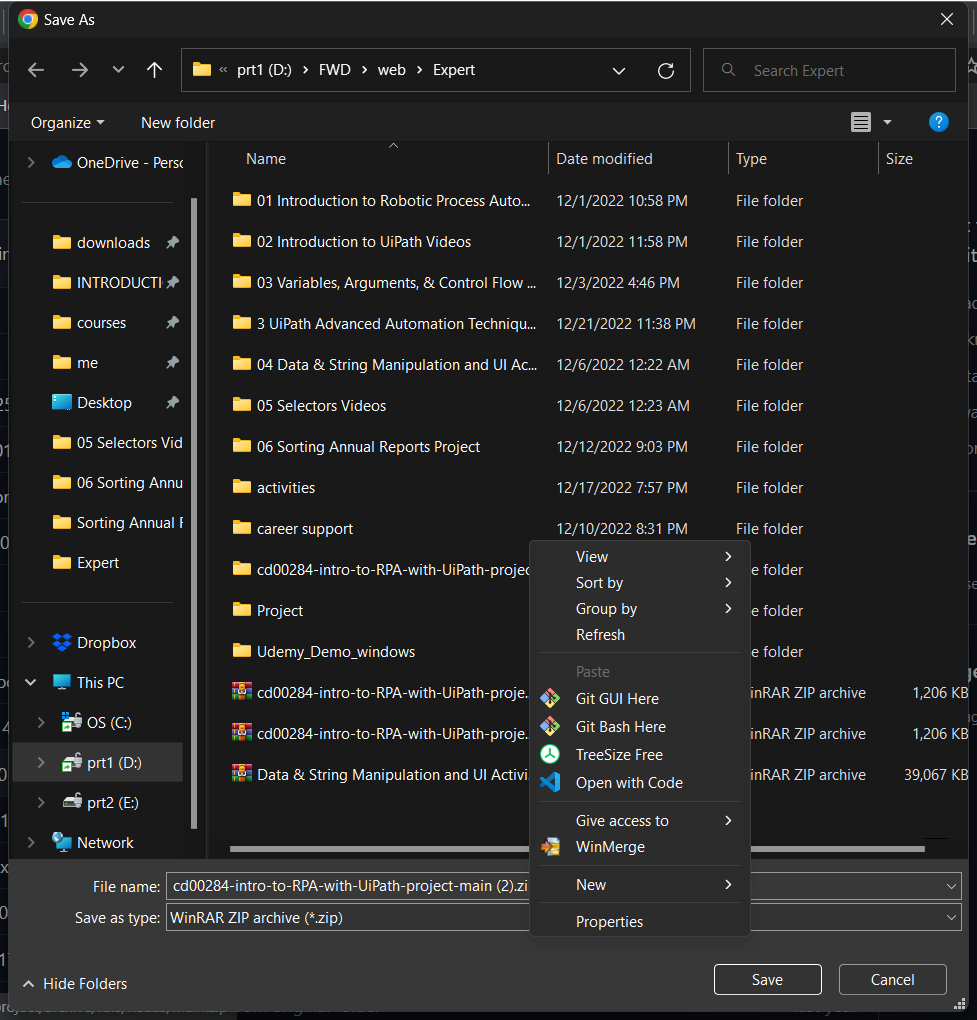 Save As
« prt1 (D:) › FWD › web › Expert
Search Expert
Organize
New folder
?
OneDrive - Perso
downloads
INTRODUCTI
courses
me
Desktop
05 Selectors Vid
06 Sorting Annu
Sorting Annual R
Expert
Dropbox
This PC
OS (C:)
prt1 (D:)
prt2 (E:)
Network
Name Date modified Type Size
01 Introduction to Robotic Process Auto... 12/1/2022 10:58 PM File folder
02 Introduction to UiPath Videos 12/1/2022 11:58 PM File folder
03 Variables, Arguments, & Control Flow ... 12/3/2022 4:46 PM File folder
3 UiPath Advanced Automation Techniqu... 12/21/2022 11:38 PM File folder
04 Data & String Manipulation and UI Ac... 12/6/2022 12:22 AM File folder
05 Selectors Videos 12/6/2022 12:23 AM File folder
06 Sorting Annual Reports Project 12/12/2022 9:03 PM File folder
activities 12/17/2022 7:57 PM File folder
career support 12/10/2022 8:31 PM File folder
cd00284-intro-to-RPA-with-UiPath-projec e folder
Project e folder
Udemy_Demo_windows e folder
cd00284-intro-to-RPA-with-UiPath-proje... inRAR ZIP archive 1,206 KB
cd00284-intro-to-RPA-with-UiPath-proje... inRAR ZIP archive 1,206 KB
Data & String Manipulation and UI Activi inRAR ZIP archive 39,067 KB
View
Sort by
Group by
Refresh
Paste
Git GUI Here
Git Bash Here
TreeSize Free
Open with Code
Give access to
WinMerge
New
Properties
File name: cd00284-intro-to-RPA-with-UiPath-project-main (2).zi
Save as type: WinRAR ZIP archive (*.zip)
Hide Folders
Save
Cancel